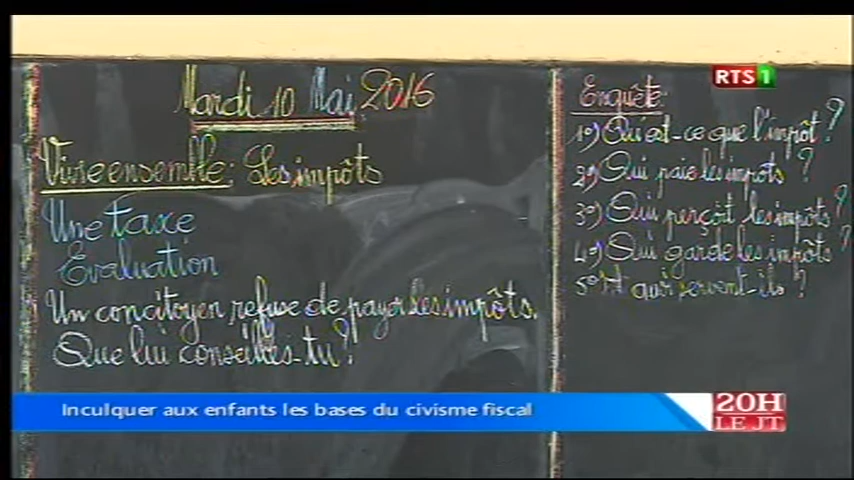 Mardi 10 Mai 2016
Vivre ensemble: Les impôts
Une taxe
Evaluation
Un concitoyen refuse de payer les impôts.
Que lui conseilles-tu?
Enquête:
1°) Qu'est-ce que l'impôt?
2°) Qui paie les impôts?
3°) Qui perçoit les impôts?
4°) Qui garde les impôts?
5°) A quoi servent-ils?
RTS 1
Inculquer aux enfants les bases du civisme fiscal
20H
LE JT